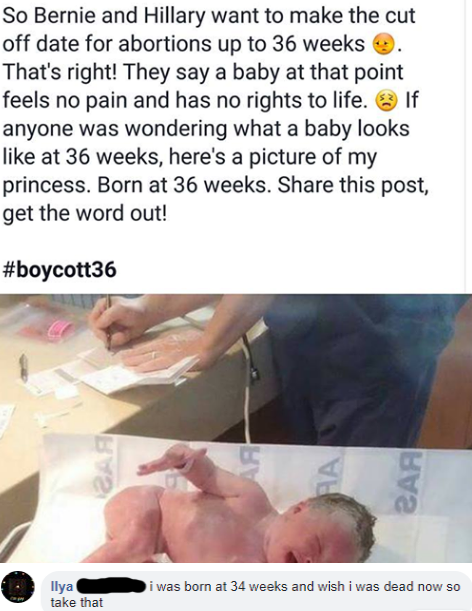 So Bernie and Hillary want to make the cut
off date for abortions up to 36 weeks 😥.
That's right! They say a baby at that point
feels no pain and has no rights to life. 😣 If
anyone was wondering what a baby looks
like at 36 weeks, here's a picture of my
princess. Born at 36 weeks. Share this post,
get the word out!
#boycott36
Ilya i was born at 34 weeks and wish i was dead now so
take that